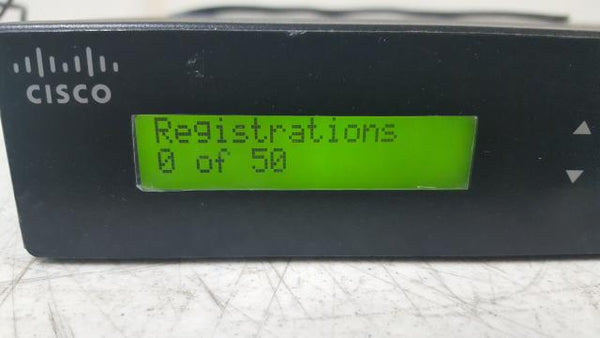 CISCO
Registrations
0 of 50